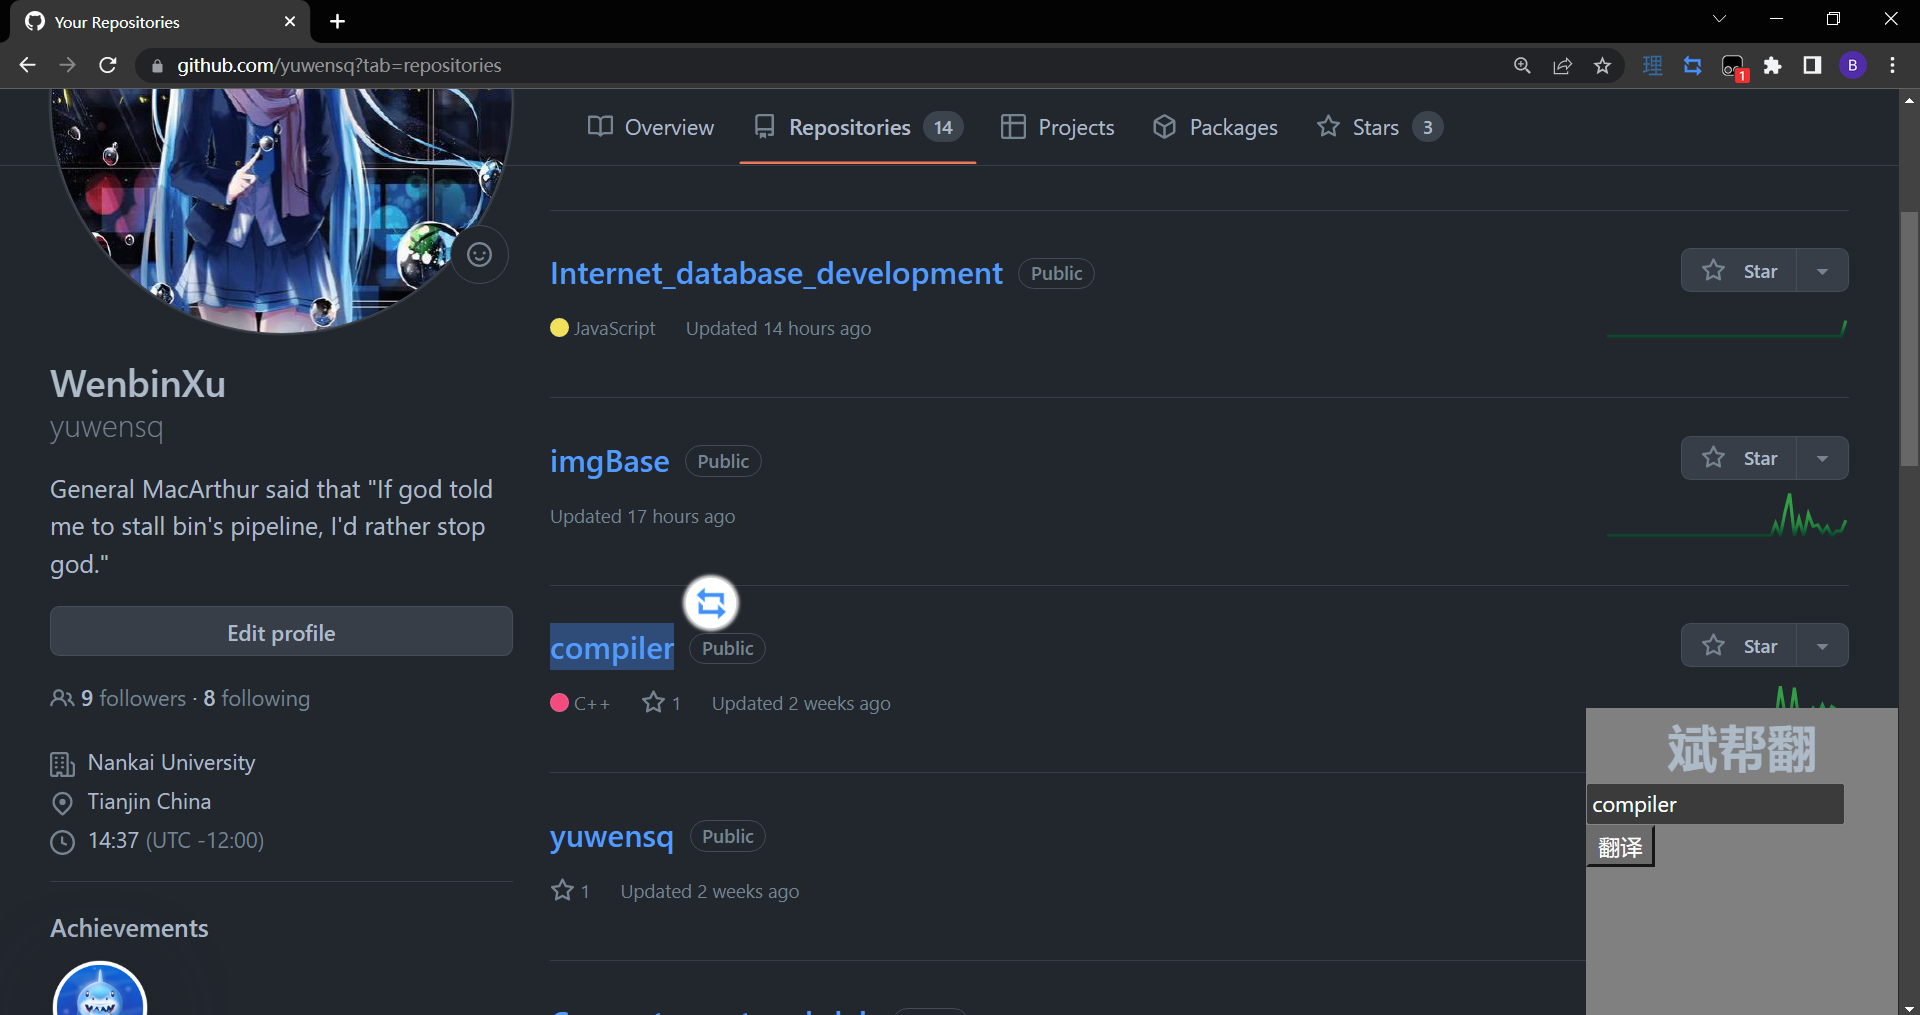 Your Repositories
github.com/yuwensq?tab=repositories
理
1
B
Overview
Repositories 14
Projects
Packages
Stars 3
Internet_database_development Public
Star
JavaScript Updated 14 hours ago
WenbinXu
yuwensq
General MacArthur said that "If god told
me to stall bin's pipeline, I'd rather stop
god."
Edit profile
9 followers · 8 following
Nankai University
Tianjin China
14:37 (UTC -12:00)
Achievements
imgBase Public
Star
Updated 17 hours ago
compiler Public
Star
C++ 1 Updated 2 weeks ago
yuwensq Public
1 Updated 2 weeks ago
斌帮翻
compiler
翻译